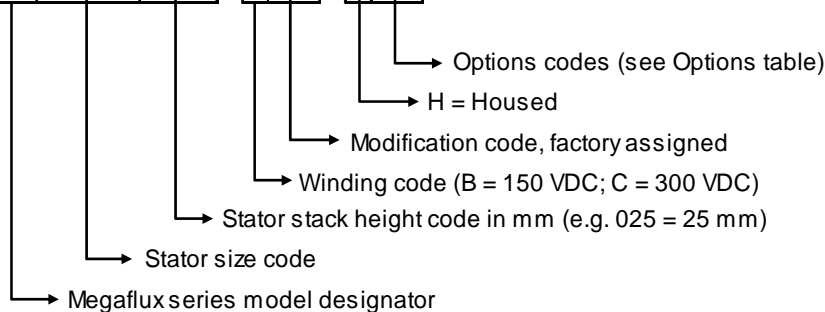 Options codes (see Options table)
H = Housed
Modification code, factory assigned
Winding code (B = 150 VDC; C = 300 VDC)
Stator stack height code in mm (e.g. 025 = 25 mm)
Stator size code
Megaflux series model designator